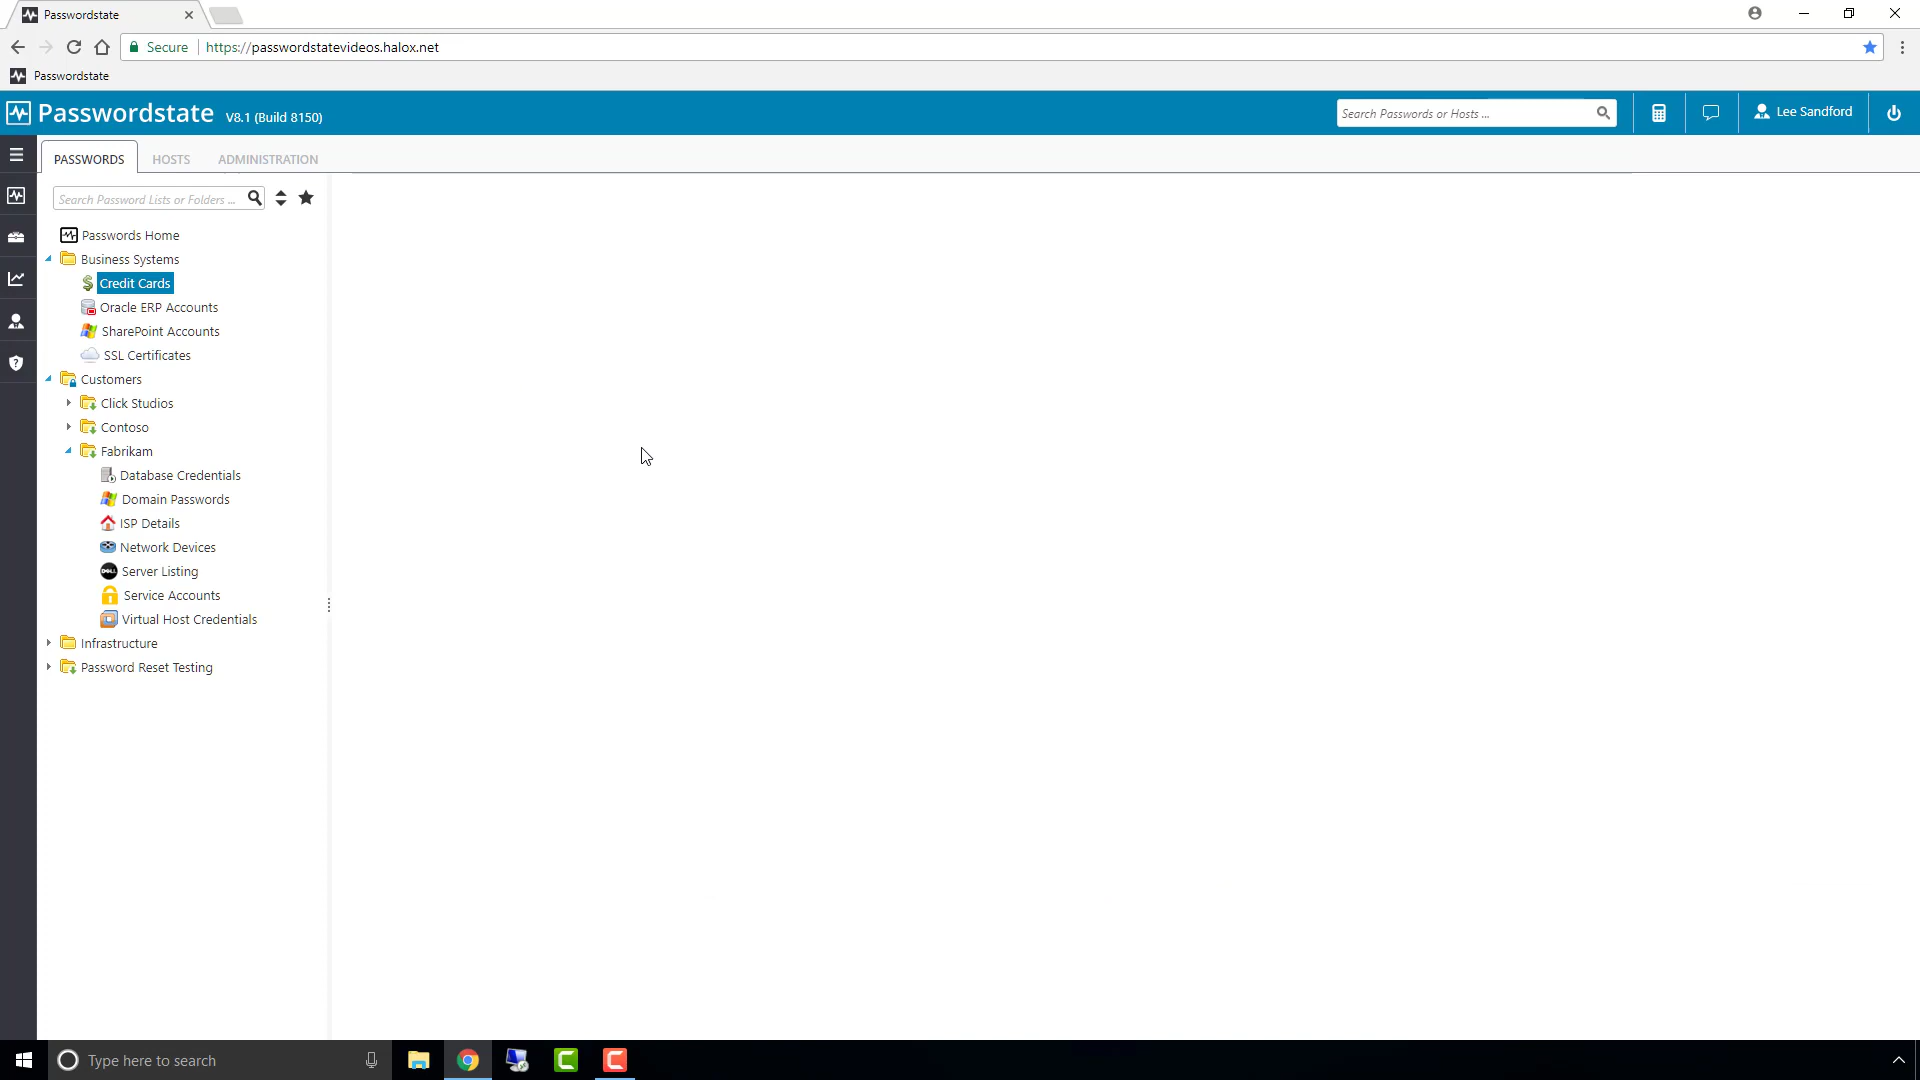 Passwordstate
Secure
https://passwordstatevideos.halox.net
Passwordstate
Passwordstate V8.1 (Build 8150)
Search Passwords or Hosts ...
Lee Sandford
PASSWORDS
HOSTS
ADMINISTRATION
Search Password Lists or Folders ...
Passwords Home
Business Systems
Credit Cards
Oracle ERP Accounts
SharePoint Accounts
SSL Certificates
Customers
Click Studios
Contoso
Fabrikam
Database Credentials
Domain Passwords
ISP Details
Network Devices
DELL Server Listing
Service Accounts
Virtual Host Credentials
Infrastructure
Password Reset Testing
Type here to search